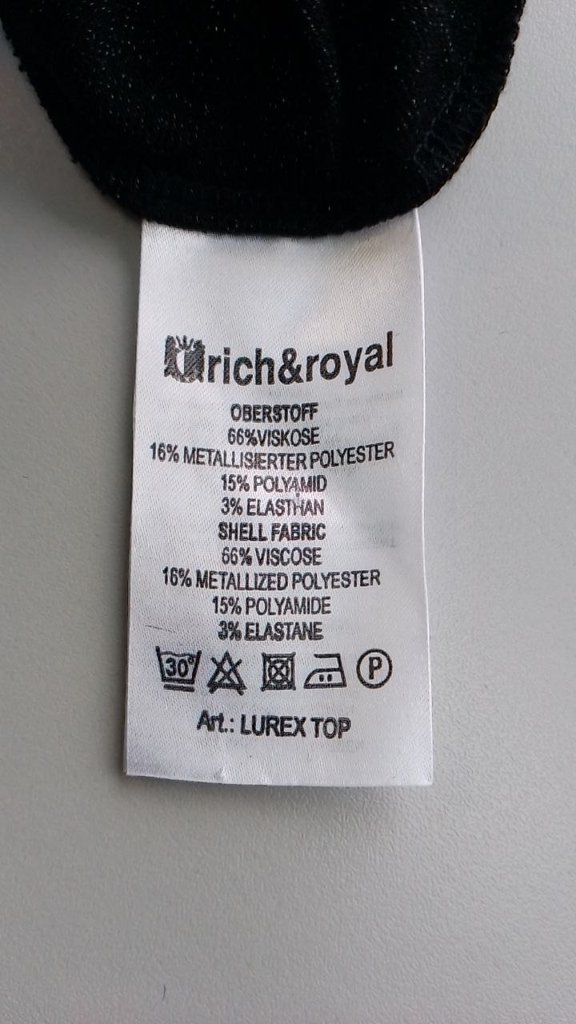 rich&royal
OBERSTOFF
66%VISKOSE
16% METALLISIERTER POLYESTER
15% POLYAMID
3% ELASTHAN
SHELL FABRIC
66% VISCOSE
16% METALLIZED POLYESTER
15% POLYAMIDE
3% ELASTANE
30° P
Art.: LUREX TOP